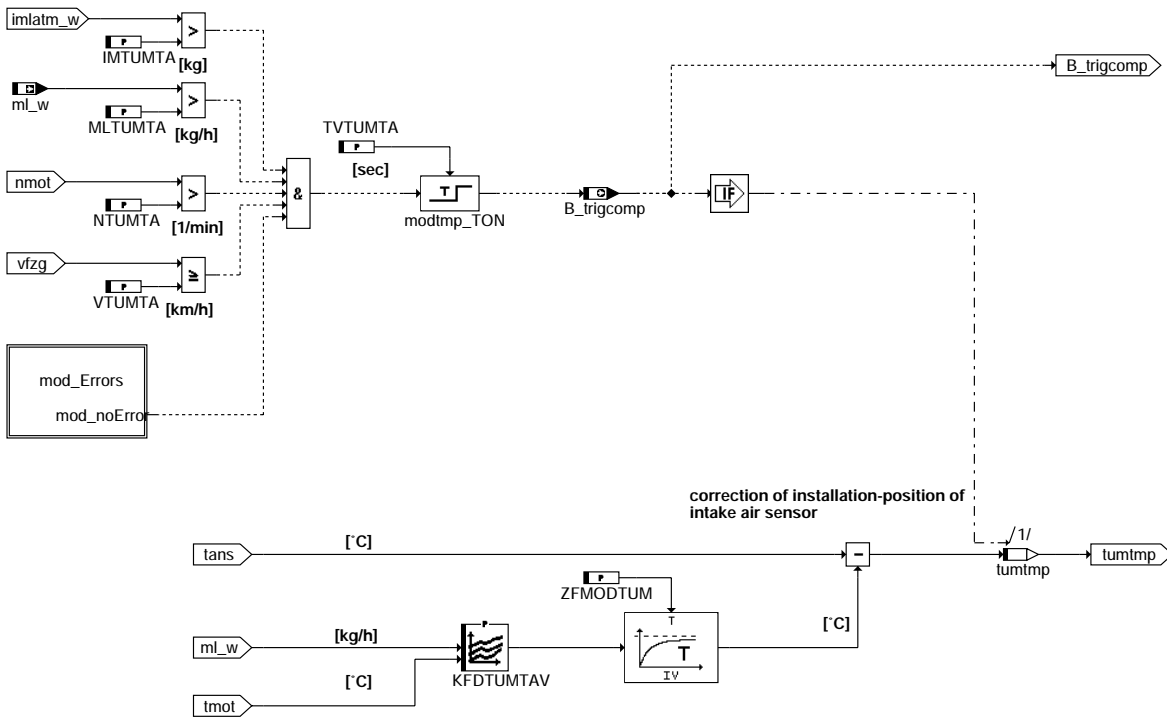 imlatm_w
>
P
IMTUMTA
[kg]
B_trigcomp
ml_w
>
P
MLTUMTA
[kg/h]
TVTUMTA
P
[sec]
nmot
>
P
NTUMTA
[1/min]
&
T
modtmp_TON
B_trigcomp
IF
vfzg
≥
P
VTUMTA
[km/h]
mod_Errors
mod_noError
correction of installation-position of
intake air sensor
tans
[°C]
−
/1/
tumtmp
tumtmp
P
ZFMODTUM
T
T
IV
[°C]
ml_w
[kg/h]
P
KFDTUMTAV
[°C]
tmot